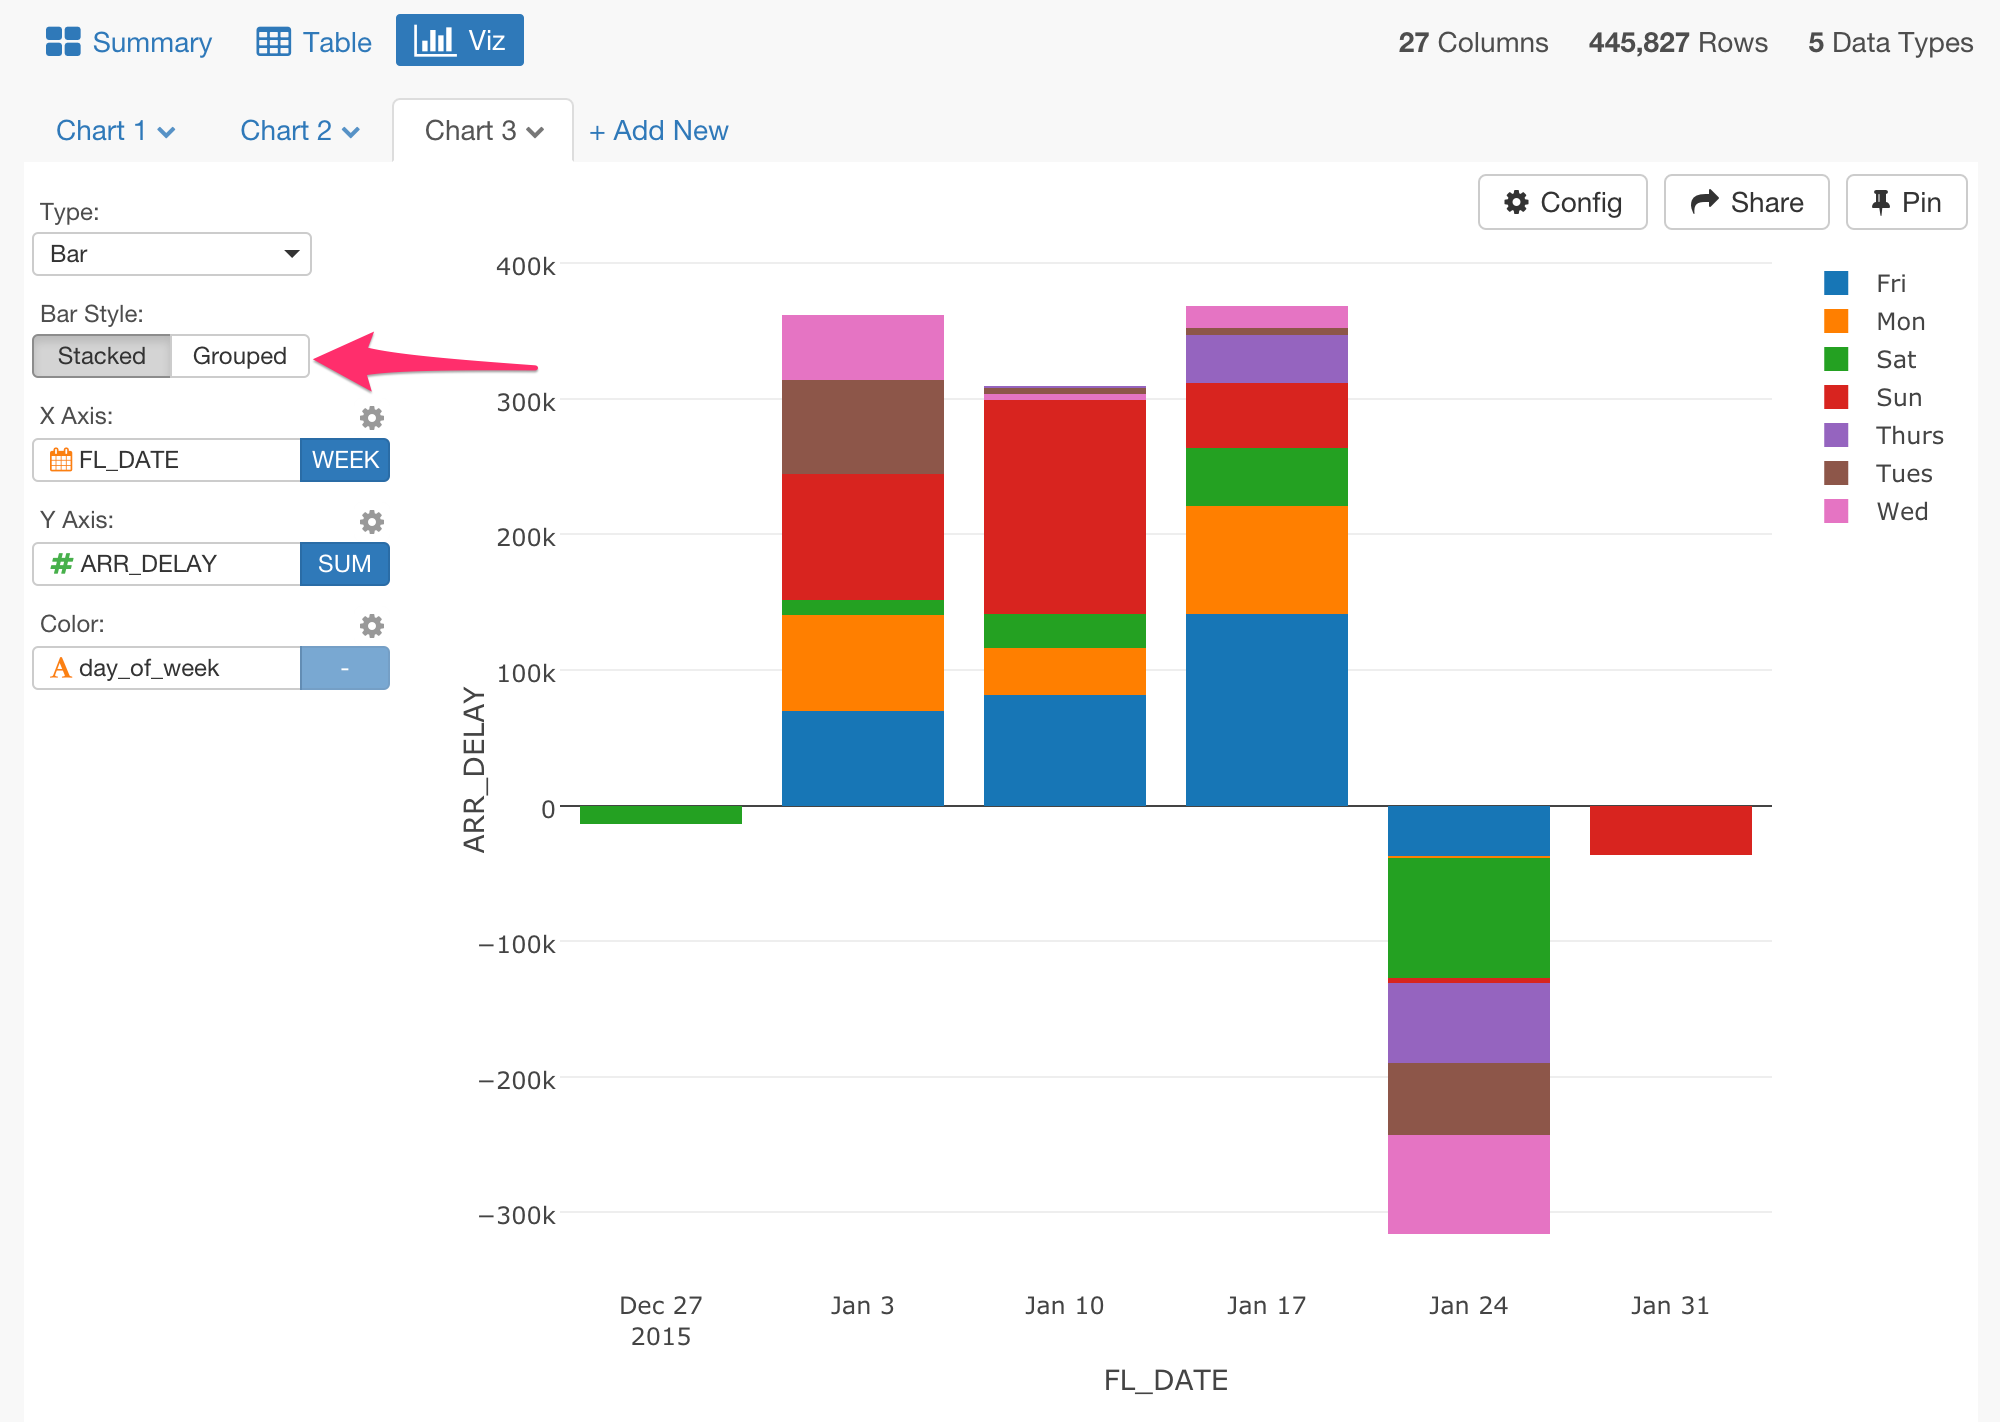 Summary Table Viz 27 Columns 445,827 Rows 5 Data Types
Chart 1 Chart 2 Chart 3 + Add New
Config Share Pin
Type:
Bar
Bar Style:
Stacked Grouped
X Axis:
FL_DATE WEEK
Y Axis:
# ARR_DELAY SUM
Color:
A day_of_week -
ARR_DELAY
400k
300k
200k
100k
0
−100k
−200k
−300k
Dec 27
2015
Jan 3
Jan 10
Jan 17
Jan 24
Jan 31
FL_DATE
Fri
Mon
Sat
Sun
Thurs
Tues
Wed